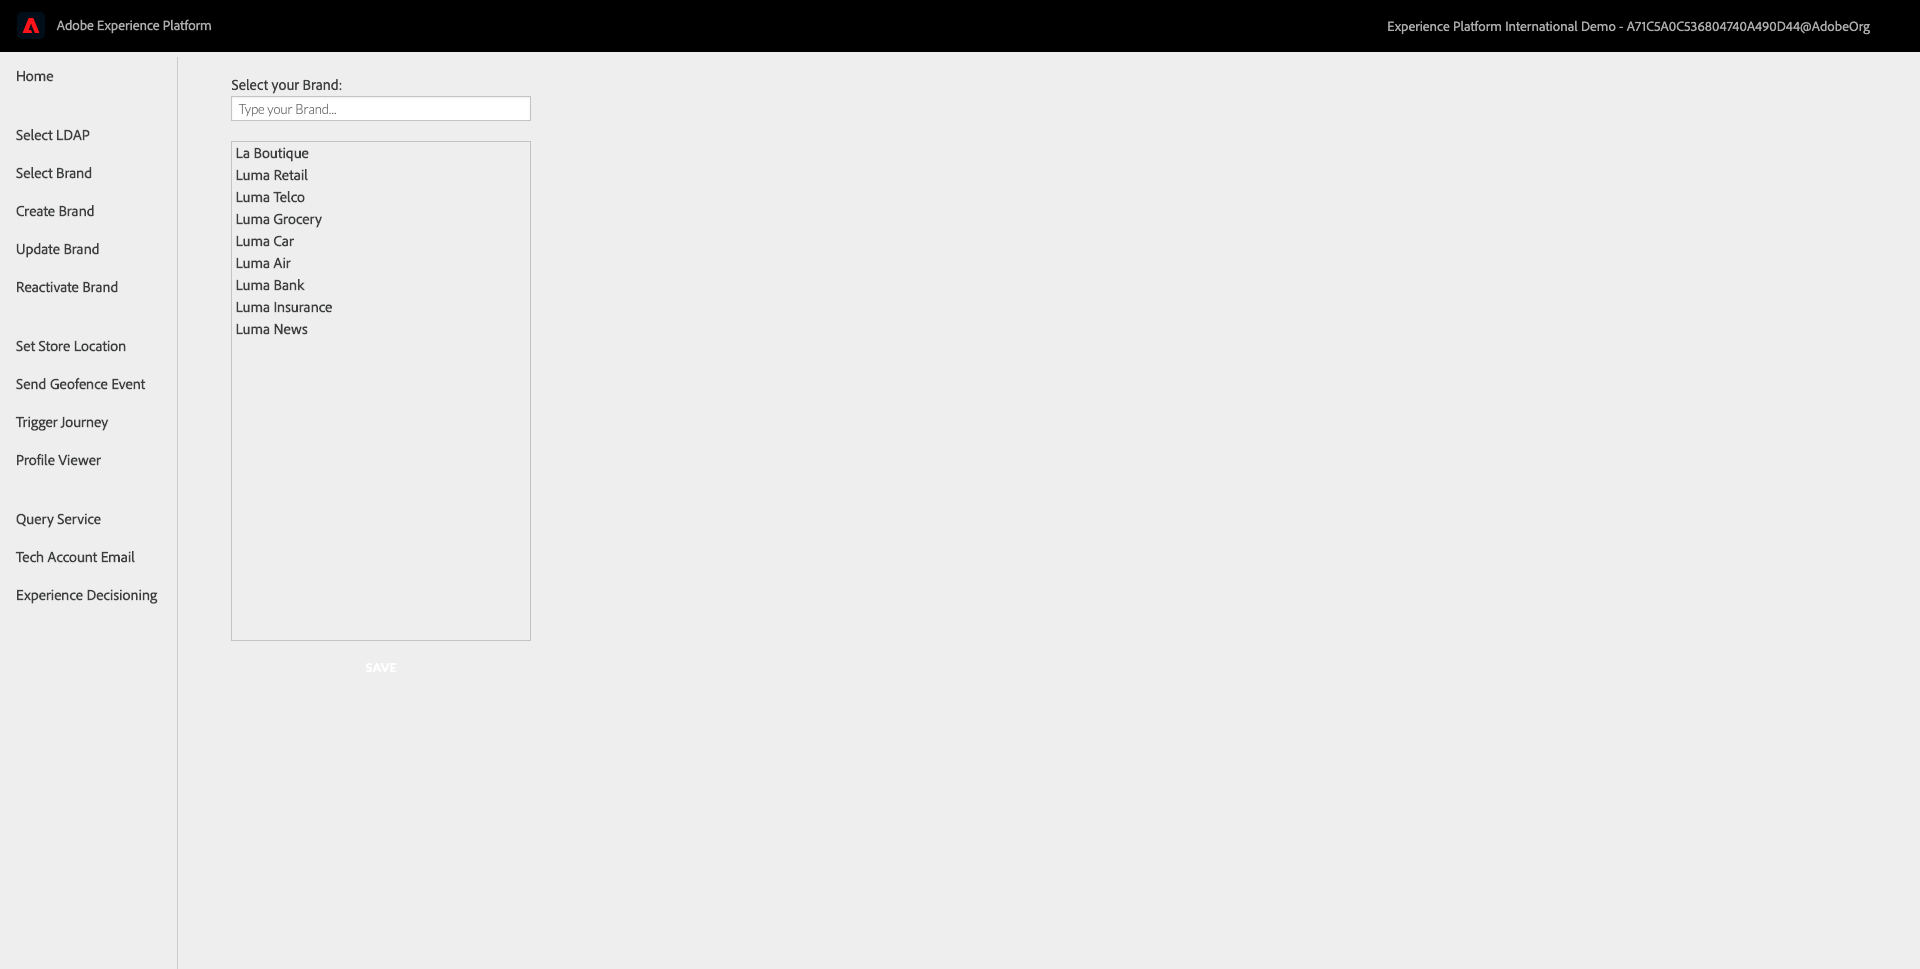 Adobe Experience Platform
Experience Platform International Demo - A71C5A0C536804740A490D44@AdobeOrg
Home
Select LDAP
Select Brand
Create Brand
Update Brand
Reactivate Brand
Set Store Location
Send Geofence Event
Trigger Journey
Profile Viewer
Query Service
Tech Account Email
Experience Decisioning
Select your Brand:
Type your Brand...
La Boutique
Luma Retail
Luma Telco
Luma Grocery
Luma Car
Luma Air
Luma Bank
Luma Insurance
Luma News
SAVE